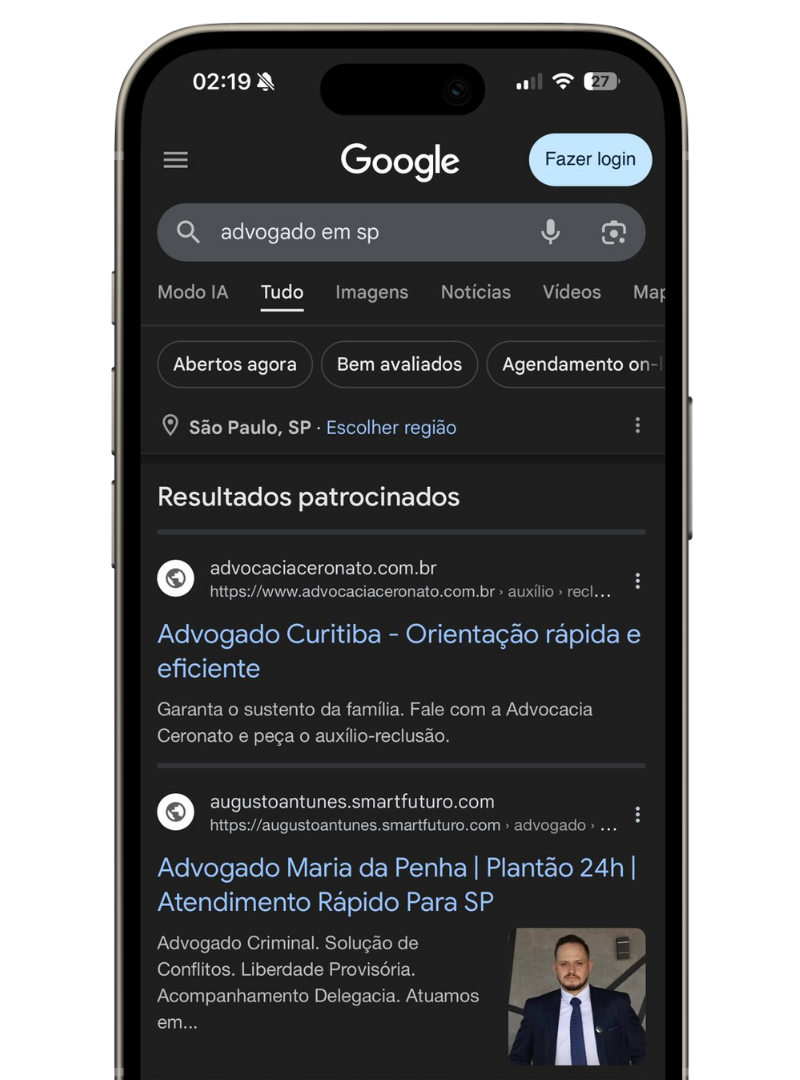 02:19
27
Google
Fazer login
advogado em sp
Modo IA Tudo Imagens Notícias Vídeos Map
Abertos agora Bem avaliados Agendamento on-l
São Paulo, SP · Escolher região
Resultados patrocinados
advocaciaceronato.com.br
https://www.advocaciaceronato.com.br › auxílio › recl...
Advogado Curitiba - Orientação rápida e
eficiente
Garanta o sustento da família. Fale com a Advocacia
Ceronato e peça o auxílio-reclusão.
augustoantunes.smartfuturo.com
https://augustoantunes.smartfuturo.com › advogado › ...
Advogado Maria da Penha | Plantão 24h |
Atendimento Rápido Para SP
Advogado Criminal. Solução de
Conflitos. Liberdade Provisória.
Acompanhamento Delegacia. Atuamos
em...